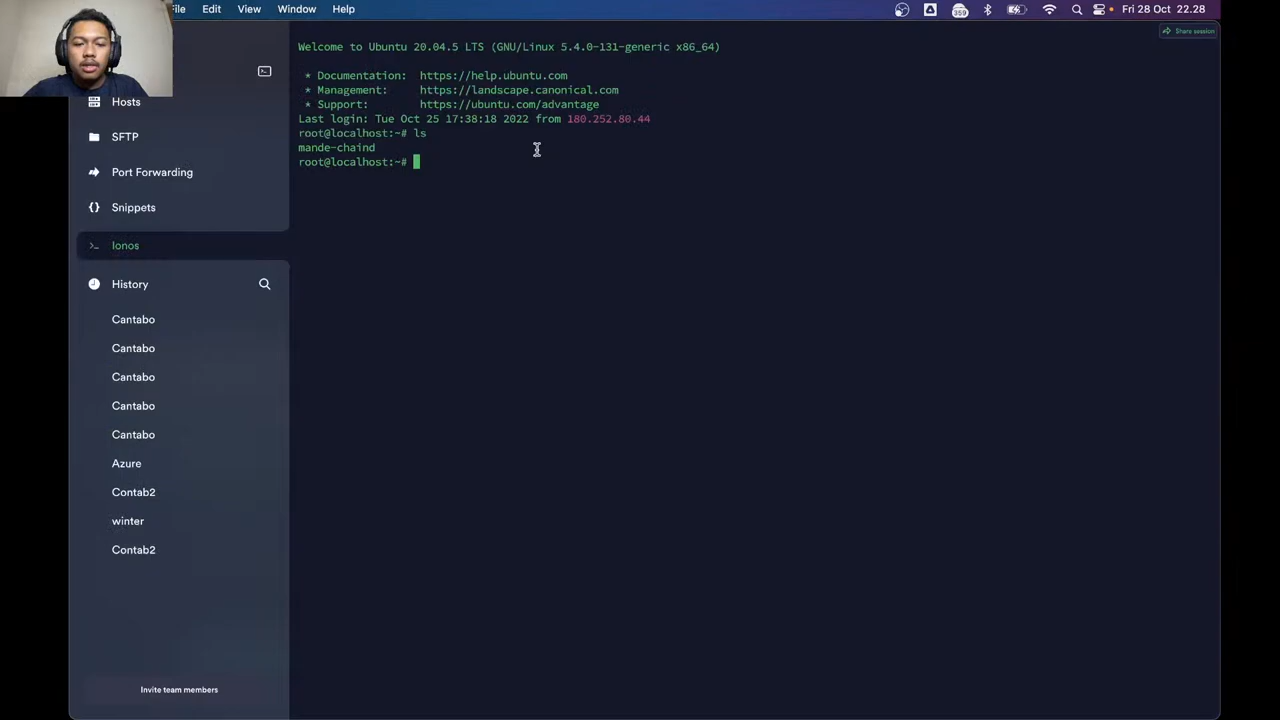 File Edit View Window Help
359 Fri 28 Oct 22.28
Share session
Hosts
SFTP
Port Forwarding
Snippets
Ionos
History
Cantabo
Cantabo
Cantabo
Cantabo
Cantabo
Azure
Contab2
winter
Contab2
Invite team members
Welcome to Ubuntu 20.04.5 LTS (GNU/Linux 5.4.0-131-generic x86_64)
* Documentation: https://help.ubuntu.com
* Management: https://landscape.canonical.com
* Support: https://ubuntu.com/advantage
Last login: Tue Oct 25 17:38:18 2022 from 180.252.80.44
root@localhost:~# ls
mande-chaind
root@localhost:~#